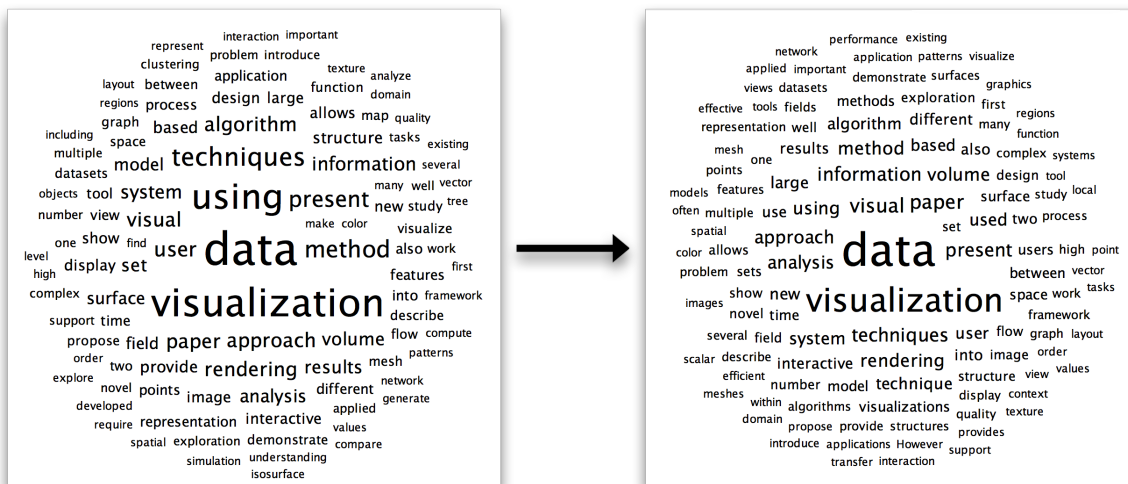 interaction important
represent problem introduce
clustering application texture analyze
layout between design large function domain
regions process allows map quality
graph based algorithm structure tasks
including space existing
multiple model techniques information several
datasets
objects tool system using present many well vector
number view visual new study tree
make color visualize
one show find user data method also work
level display set features first
high
complex surface visualization into framework
support time describe
propose field paper approach volume flow compute
order two provide rendering results mesh patterns
explore novel points image analysis different network
developed applied generate
require representation interactive values
spatial exploration demonstrate compare
simulation understanding
isosurface
performance existing
network application patterns visualize
applied important demonstrate surfaces
views datasets graphics
effective tools fields methods exploration first
representation well algorithm different many regions
function
mesh one results method based also complex systems
points
models features large information volume design tool
often multiple use using visual paper surface study local
spatial set used two process
color allows approach data present users high point
problem sets analysis between vector
images show new visualization space work tasks
novel time framework
several field system techniques user flow graph layout
scalar describe interactive rendering into image order
efficient number model technique structure view values
meshes within algorithms visualizations display context
domain quality texture
propose provide structures provides
introduce applications However support
transfer interaction